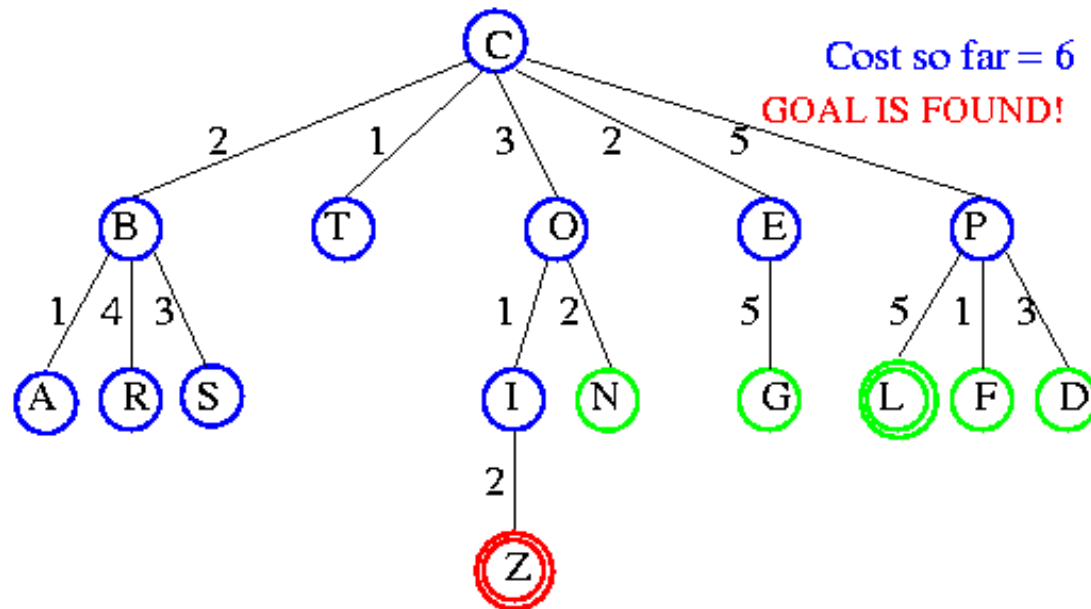 C
Cost so far = 6
GOAL IS FOUND!
2 1 3 2 5
B T O E P
1 4 3 1 2 5 5 1 3
A R S I N G L F D
2
Z